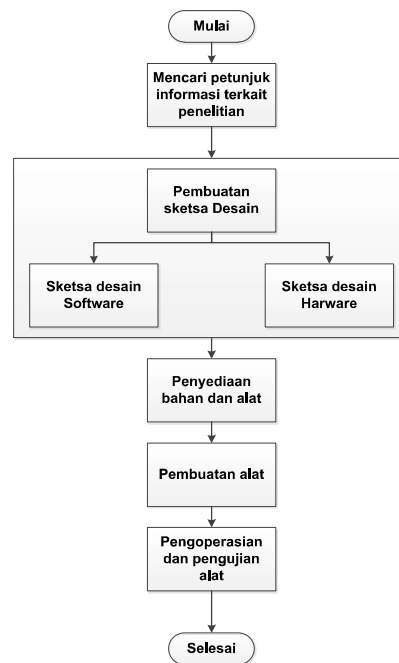 Mulai
Mencari petunjuk
informasi terkait
penelitian
Pembuatan
sketsa Desain
Sketsa desain
Software
Sketsa desain
Harware
Penyediaan
bahan dan alat
Pembuatan alat
Pengoperasian
dan pengujian
alat
Selesai